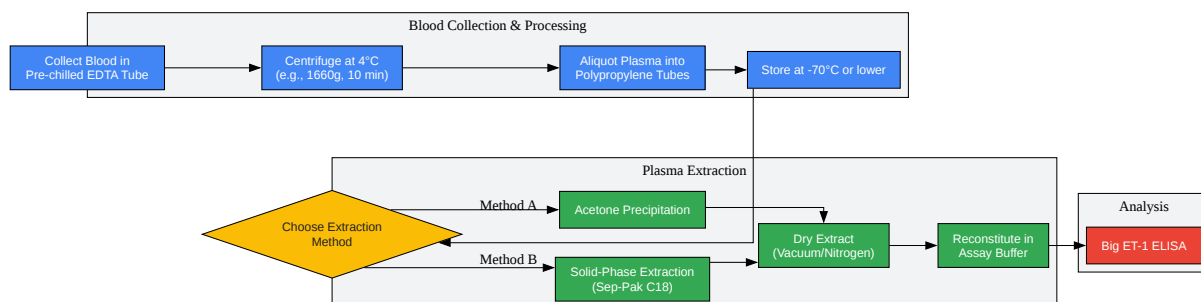 Blood Collection & Processing
Collect Blood in
Pre-chilled EDTA Tube
Centrifuge at 4°C
(e.g., 1660g, 10 min)
Aliquot Plasma into
Polypropylene Tubes
Store at -70°C or lower
Plasma Extraction
Choose Extraction
Method
Method A
Acetone Precipitation
Method B
Solid-Phase Extraction
(Sep-Pak C18)
Dry Extract
(Vacuum/Nitrogen)
Reconstitute in
Assay Buffer
Analysis
Big ET-1 ELISA